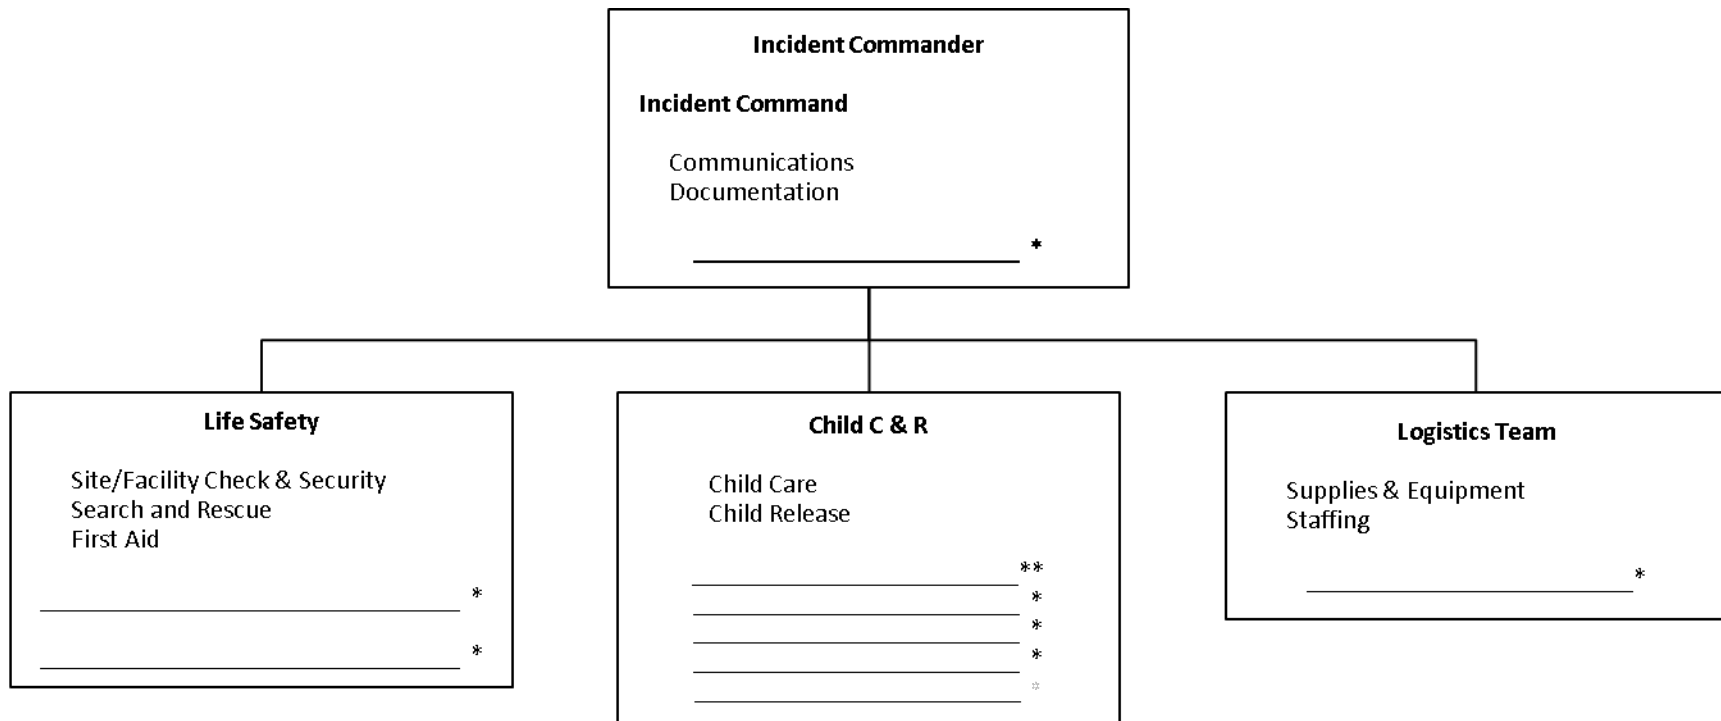 Incident Commander
Incident Command
Communications
Documentation
*
Life Safety
Site/Facility Check & Security
Search and Rescue
First Aid
*
*
Child C & R
Child Care
Child Release
**
*
*
*
*
Logistics Team
Supplies & Equipment
Staffing
*